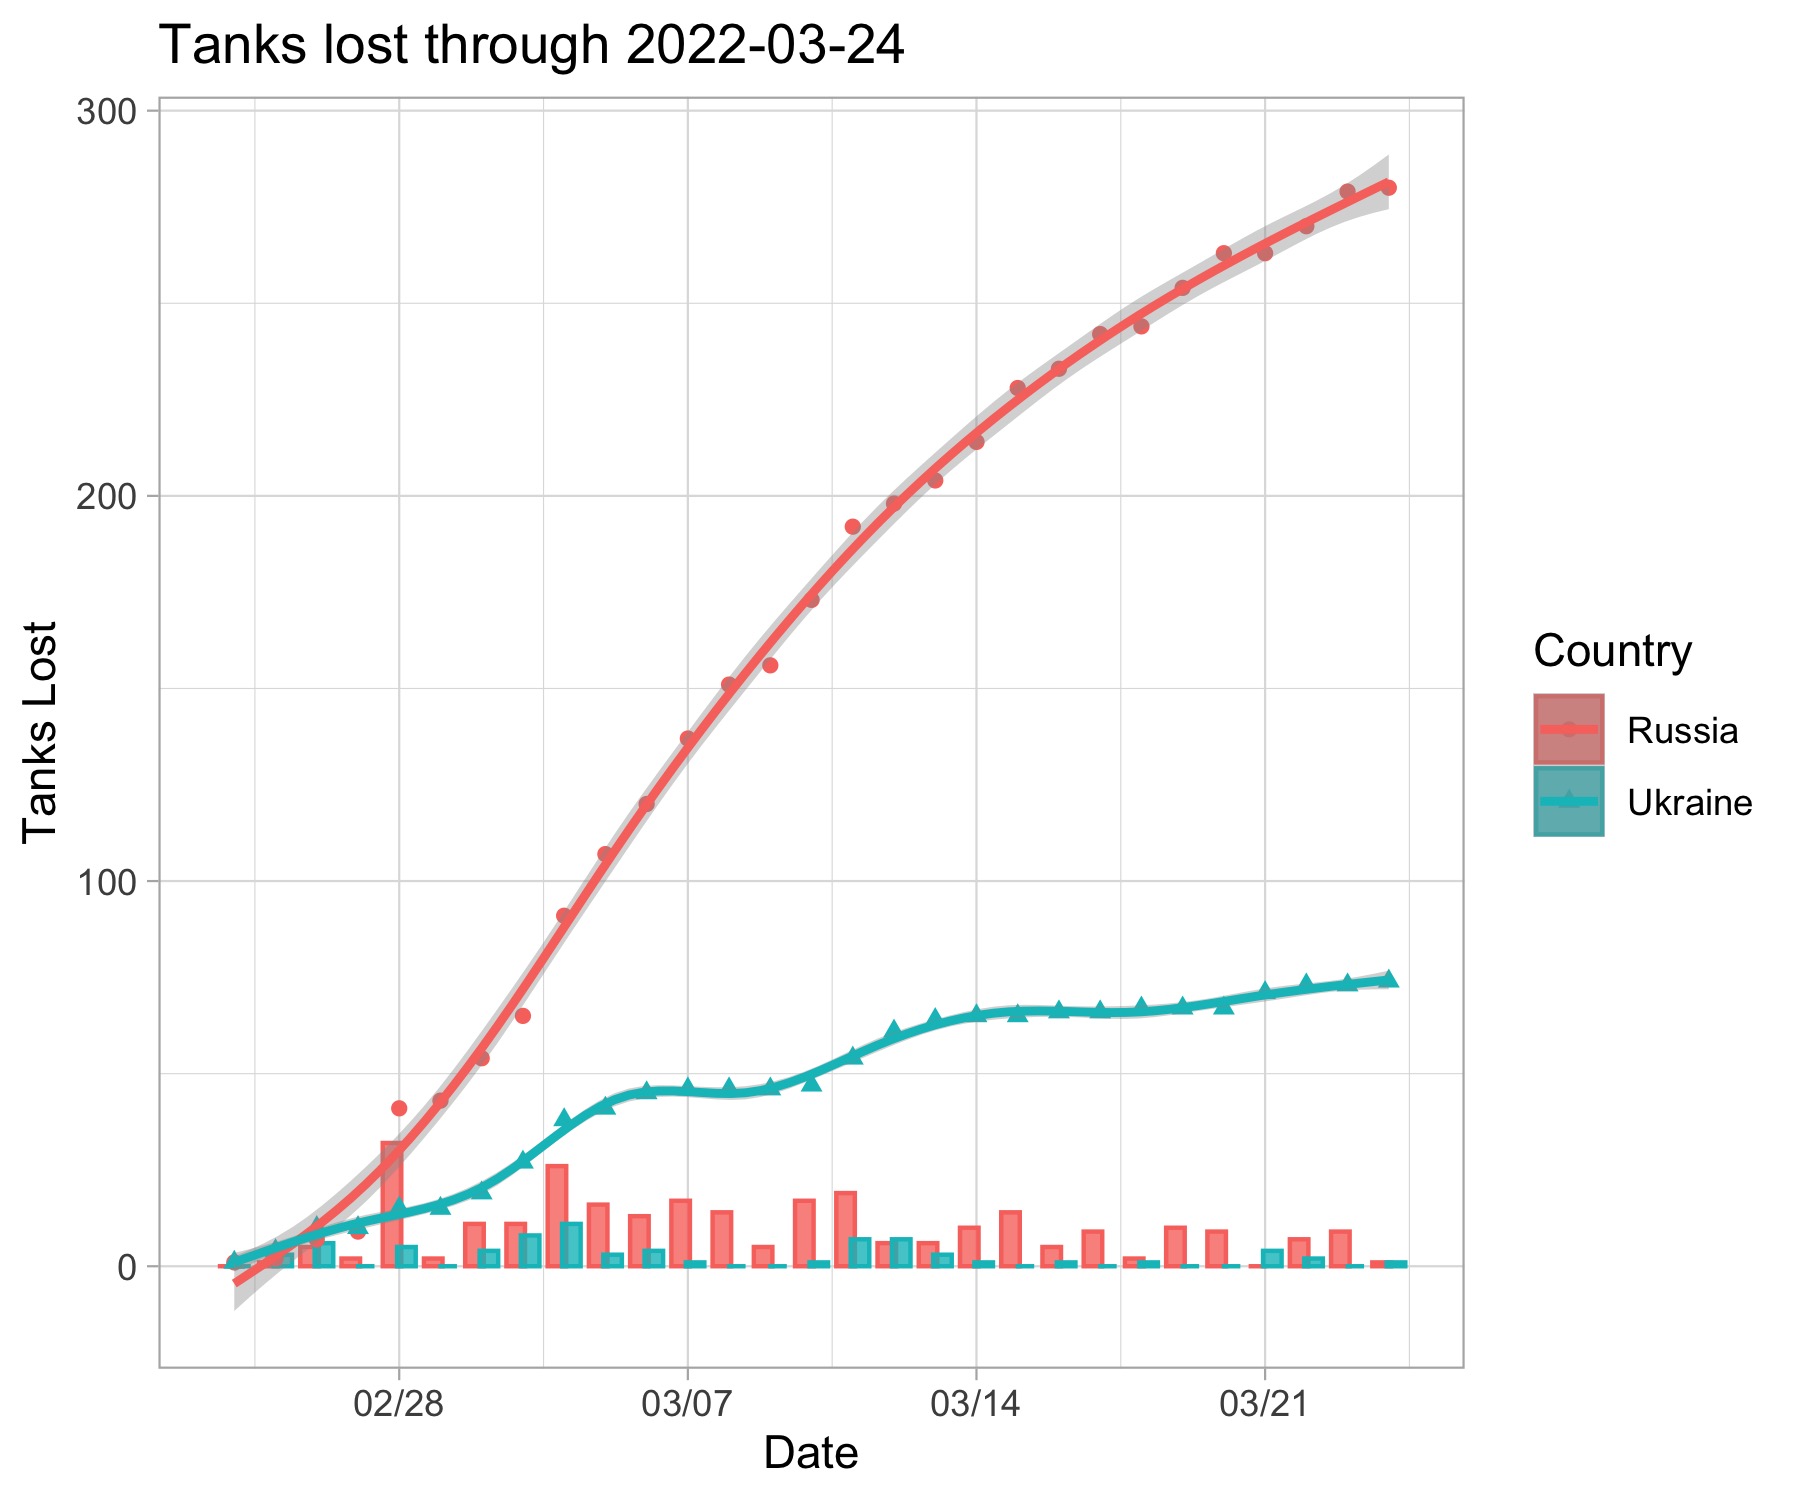 Tanks lost through 2022-03-24
300
200
100
0
Tanks Lost
02/28
03/07
03/14
03/21
Date
Country
Russia
Ukraine